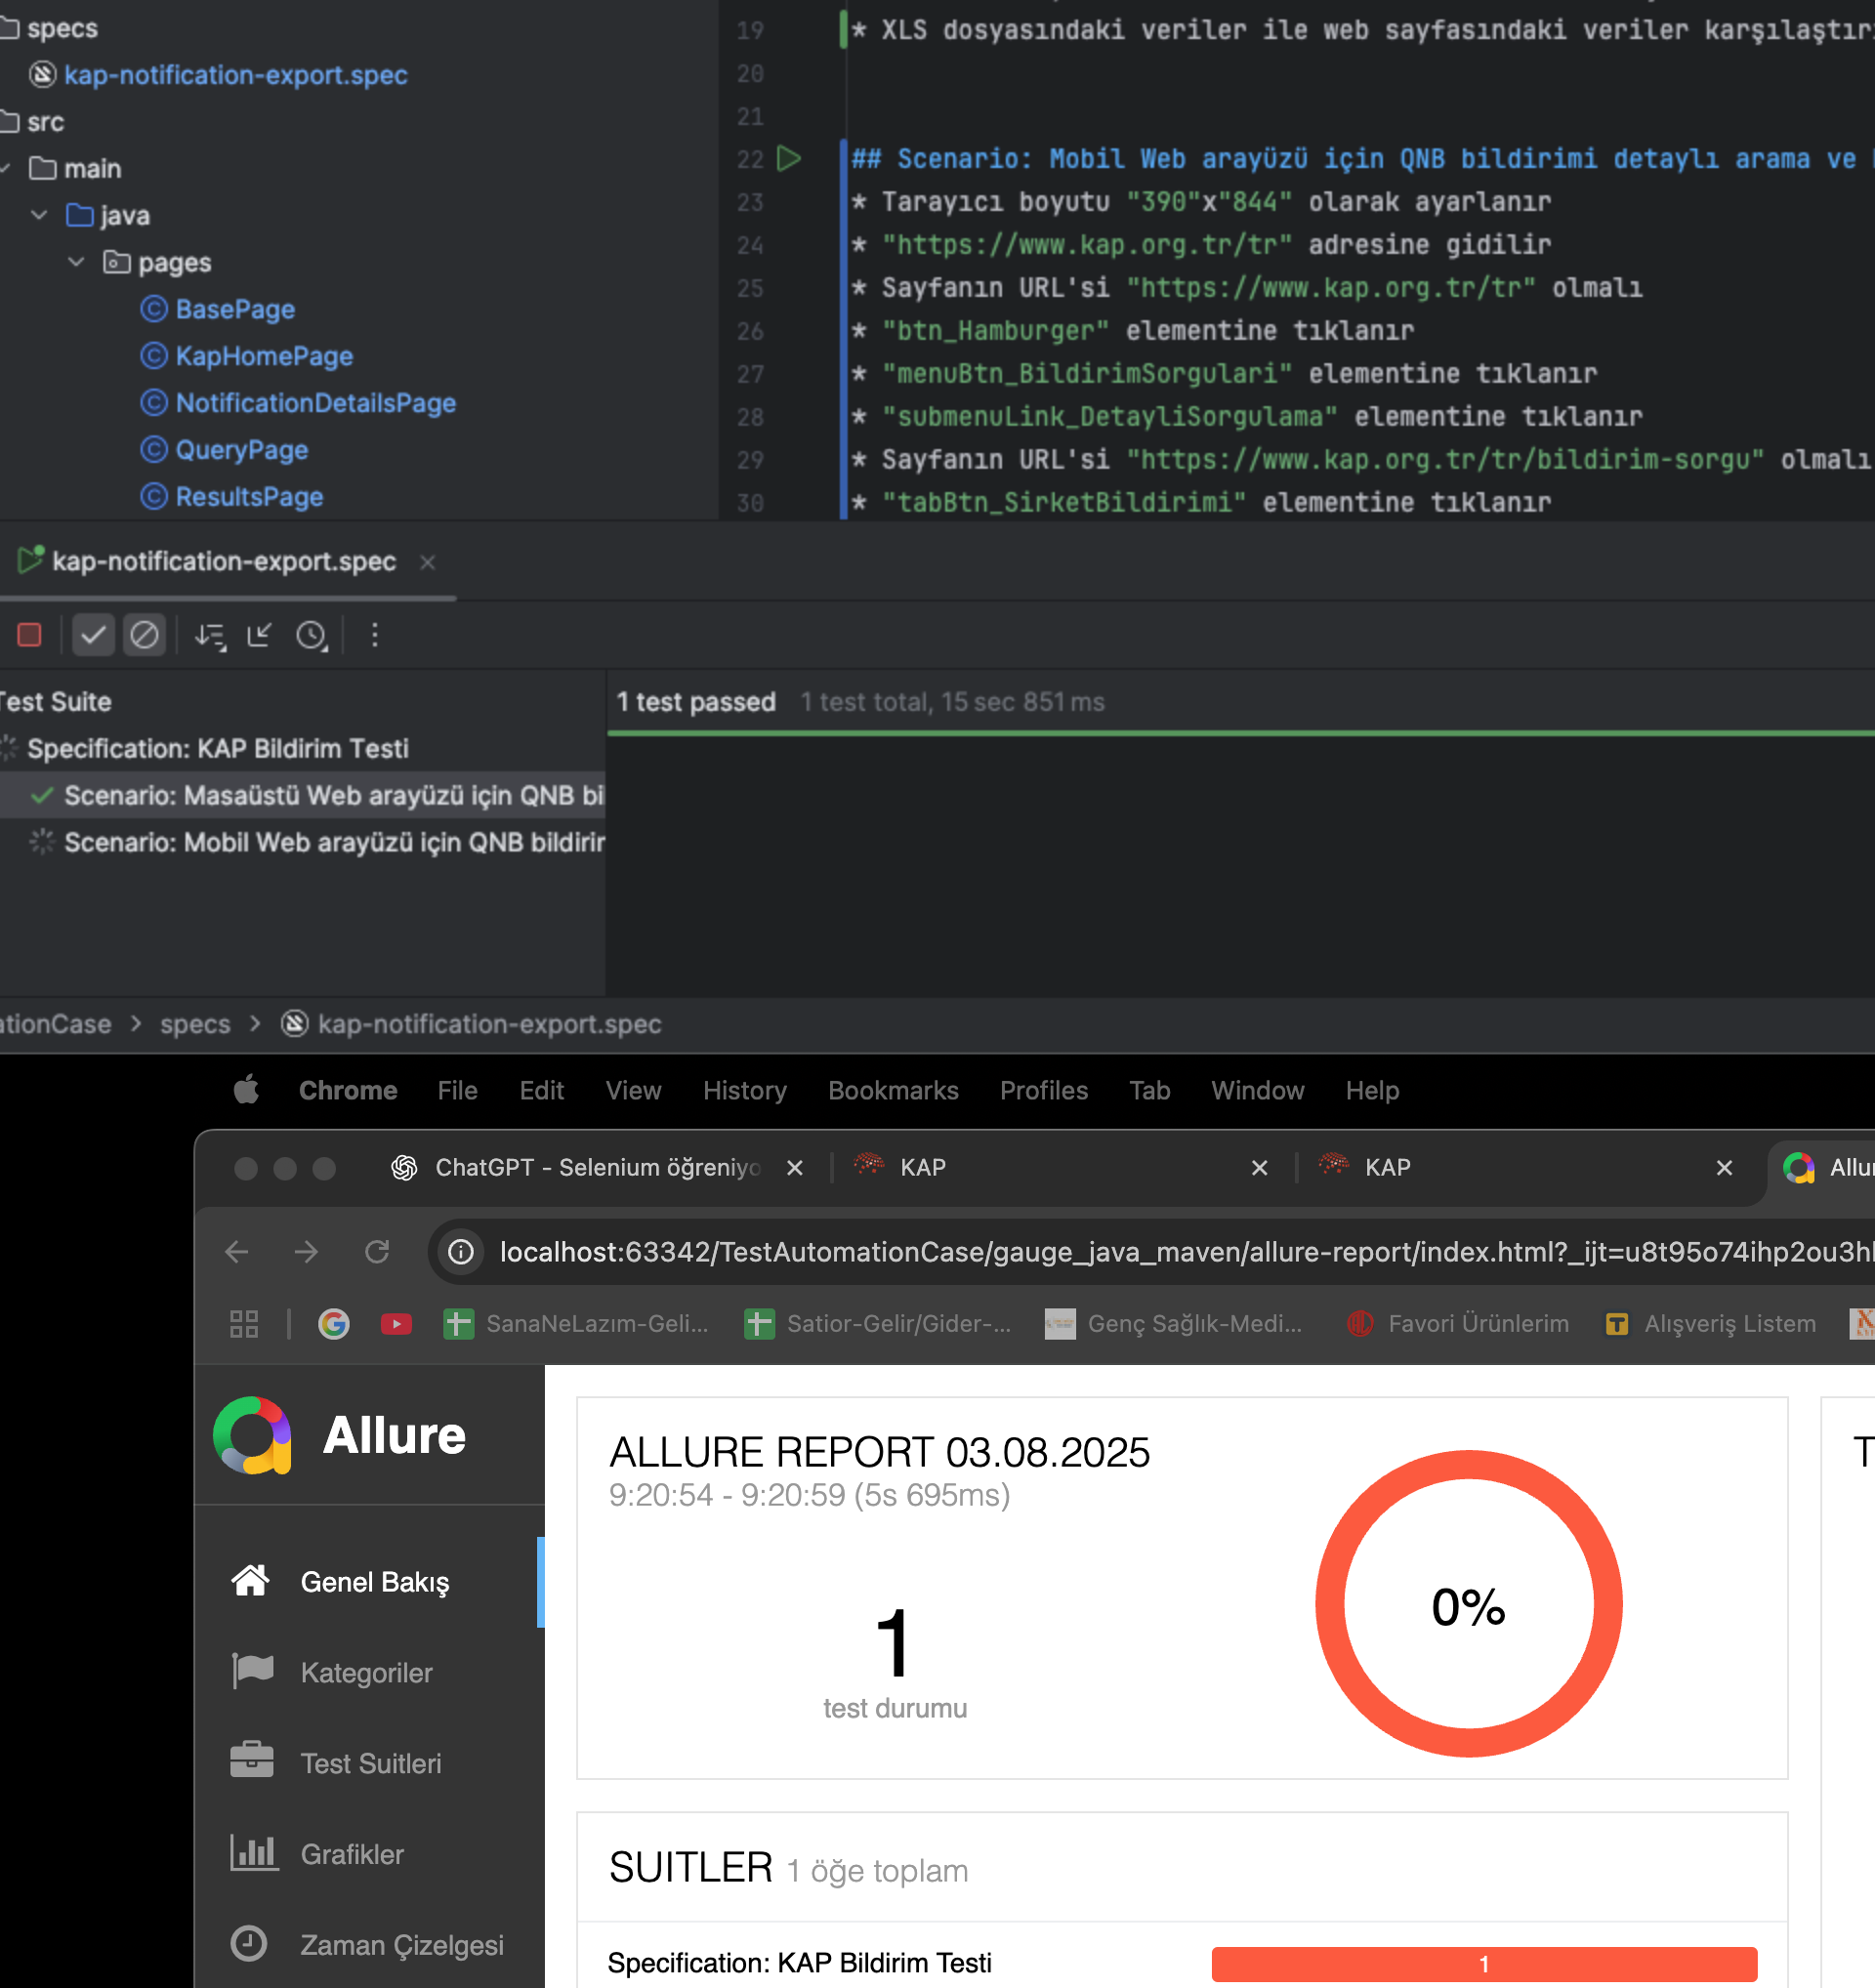 specs
kap-notification-export.spec
src
main
java
pages
BasePage
KapHomePage
NotificationDetailsPage
QueryPage
ResultsPage
19 * XLS dosyasındaki veriler ile web sayfasındaki veriler karşılaştır
20
21
22 ## Scenario: Mobil Web arayüzü için QNB bildirimi detaylı arama ve
23 * Tarayıcı boyutu "390"x"844" olarak ayarlanır
24 * "https://www.kap.org.tr/tr" adresine gidilir
25 * Sayfanın URL'si "https://www.kap.org.tr/tr" olmalı
26 * "btn_Hamburger" elementine tıklanır
27 * "menuBtn_BildirimSorgulari" elementine tıklanır
28 * "submenuLink_DetayliSorgulama" elementine tıklanır
29 * Sayfanın URL'si "https://www.kap.org.tr/tr/bildirim-sorgu" olmalı
30 * "tabBtn_SirketBildirimi" elementine tıklanır
kap-notification-export.spec
Test Suite
1 test passed 1 test total, 15 sec 851 ms
Specification: KAP Bildirim Testi
Scenario: Masaüstü Web arayüzü için QNB bi
Scenario: Mobil Web arayüzü için QNB bildirir
ationCase > specs > kap-notification-export.spec
Chrome File Edit View History Bookmarks Profiles Tab Window Help
ChatGPT - Selenium öğreniyo KAP KAP Allu
localhost:63342/TestAutomationCase/gauge_java_maven/allure-report/index.html?_ijt=u8t95o74ihp2ou3h
SanaNeLazım-Geli... Satior-Gelir/Gider-... Genç Sağlık-Medi... Favori Ürünlerim Alışveriş Listem
Allure
Genel Bakış
Kategoriler
Test Suitleri
Grafikler
Zaman Çizelgesi
ALLURE REPORT 03.08.2025
9:20:54 - 9:20:59 (5s 695ms)
1
test durumu
0%
T
SUITLER 1 öğe toplam
Specification: KAP Bildirim Testi 1